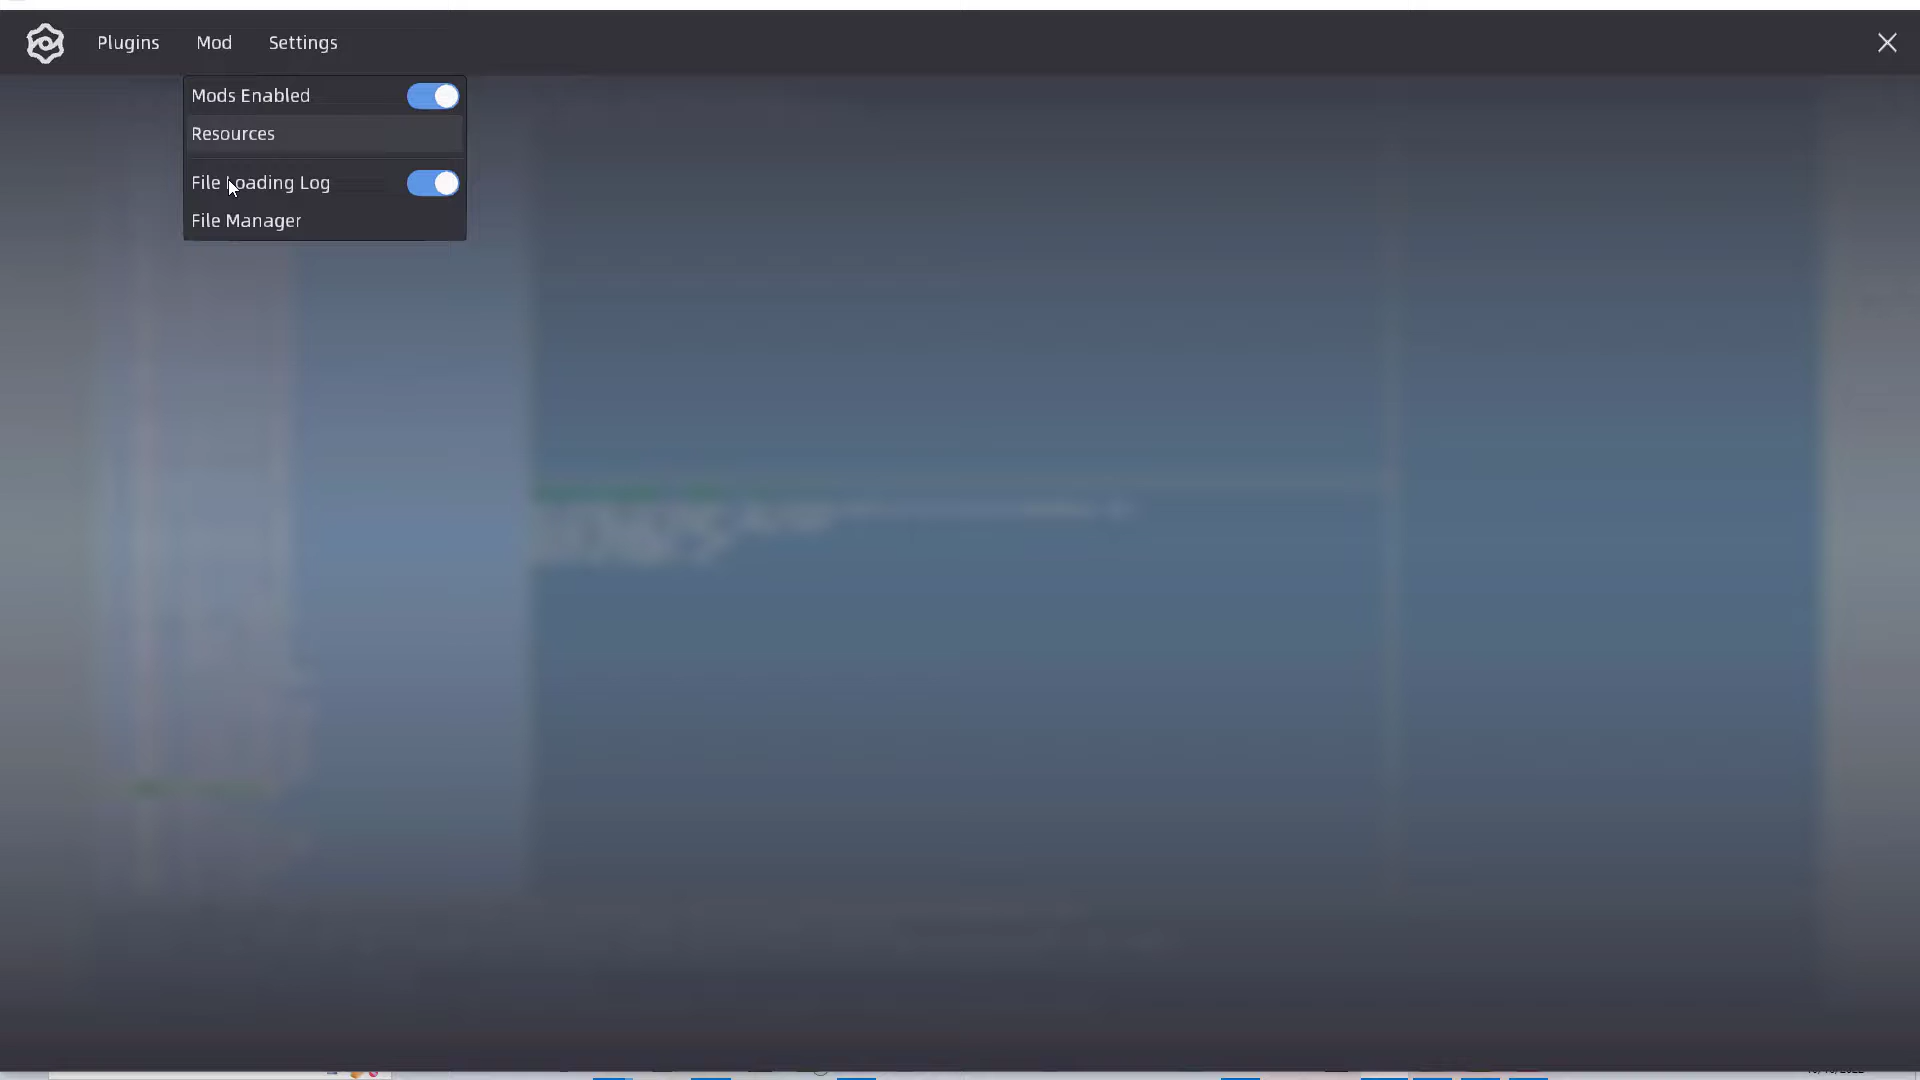 Plugins Mod Settings
Mods Enabled
Resources
File Loading Log
File Manager